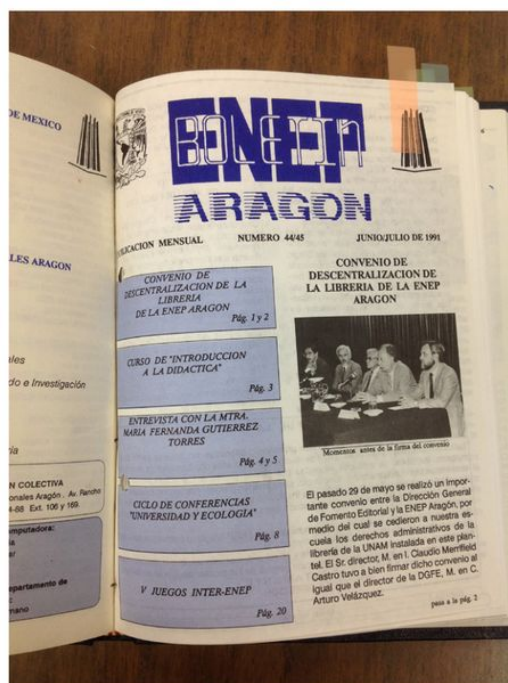 DE MEXICO
LES ARAGON
ales
do e Investigación
ría
N COLECTIVA
onales Aragón . Av. Rancho
4-88 Ext. 106 y 169.
mputadora:
ar
epartamento de
mano
BOLETIN
ENEP
ARAGON
LICACION MENSUAL
NUMERO 44/45
JUNIO/JULIO DE 1991
CONVENIO DE
DESCENTRALIZACION DE LA
LIBRERIA
DE LA ENEP ARAGON
Pág. 1 y 2
CURSO DE "INTRODUCCION
A LA DIDACTICA"
Pág. 3
ENTREVISTA CON LA MTRA.
MARIA FERNANDA GUTIERREZ
TORRES
Pág. 4 y 5
CICLO DE CONFERENCIAS
"UNIVERSIDAD Y ECOLOGIA"
Pág. 8
V JUEGOS INTER-ENEP
Pág. 20
CONVENIO DE
DESCENTRALIZACION DE
LA LIBRERIA DE LA ENEP
ARAGON
Momentos antes de la firma del convenio
El pasado 29 de mayo se realizó un impor-
tante convenio entre la Dirección General
de Fomento Editorial y la ENEP Aragón, por
medio del cual se cedieron a nuestra es-
cuela los derechos administrativos de la
librería de la UNAM instalada en este plan-
tel. El Sr. director, M. en I. Claudio Merrifield
Castro tuvo a bien firmar dicho convenio al
igual que el director de la DGFE, M. en C.
Arturo Velázquez.
pasa a la pág. 2